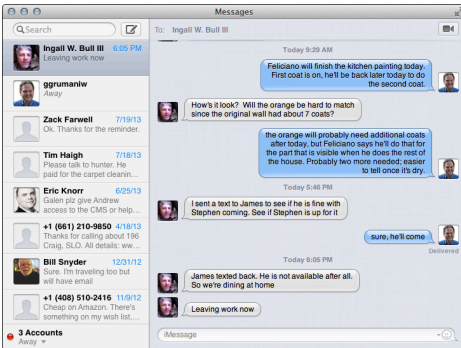 Messages
Search
To: Ingall W. Bull III
Ingall W. Bull III 6:05 PM
Leaving work now
ggrumaniw
Away
Zack Farwell 7/19/13
Ok. Thanks for the reminder.
Tim Haigh 7/18/13
Please talk to hunter. He
paid for the carpet cleanin...
Eric Knorr 6/25/13
Galen plz give Andrew
access to the CMS or help...
+1 (661) 210-9850 4/18/13
Thanks for calling about 196
Craig, SLO. All details: ww...
Bill Snyder 12/31/12
Sure. I'm traveling too but
will have email
+1 (408) 510-2416 11/9/12
Cheap on Amazon. There's
something on my wish list,...
3 Accounts
Away
Today 9:29 AM
Feliciano will finish the kitchen painting today.
First coat is on, he'll be back later today to do
the second coat.
How's it look? Will the orange be hard to match
since the original wall had about 7 coats?
the orange will probably need additional coats
after today, but Feliciano says he'll do that for
the part that is visible when he does the rest of
the house. Probably two more needed; easier
to tell once it's dry.
Today 5:46 PM
I sent a text to James to see if he is fine with
Stephen coming. See if Stephen is up for it
sure, he'll come
Delivered
Today 6:05 PM
James texted back. He is not available after all.
So we're dining at home
Leaving work now
iMessage